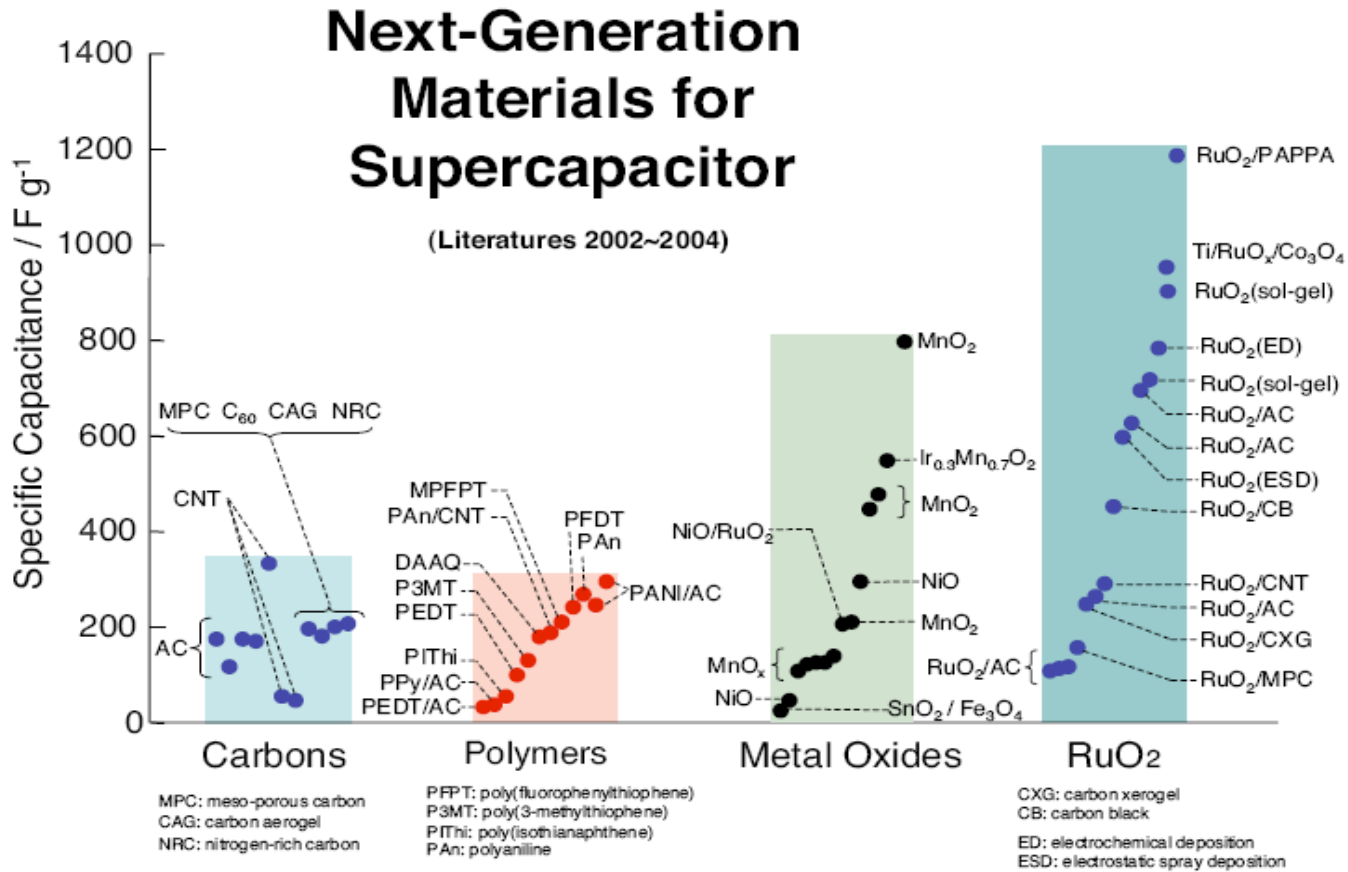 Next-Generation
Materials for
Supercapacitor
(Literatures 2002~2004)
Specific Capacitance / F g⁻¹
1400
1200
1000
800
600
400
200
0
MPC C₆₀ CAG NRC
CNT
AC
Carbons
MPC: meso-porous carbon
CAG: carbon aerogel
NRC: nitrogen-rich carbon
MPFPT
PAn/CNT
DAAQ
P3MT
PEDT
PIThi
PPy/AC
PEDT/AC
PFDT
PAn
PANI/AC
Polymers
PFPT: poly(fluorophenylthiophene)
P3MT: poly(3-methylthiophene)
PIThi: poly(isothianaphthene)
PAn: polyaniline
MnO₂
Ir₀.₃Mn₀.₇O₂
MnO₂
NiO/RuO₂
NiO
MnO₂
MnOₓ
NiO
SnO₂ / Fe₃O₄
Metal Oxides
RuO₂/PAPPA
Ti/RuOₓ/Co₃O₄
RuO₂(sol-gel)
RuO₂(ED)
RuO₂(sol-gel)
RuO₂/AC
RuO₂/AC
RuO₂(ESD)
RuO₂/CB
RuO₂/CNT
RuO₂/AC
RuO₂/CXG
RuO₂/AC
RuO₂/MPC
RuO₂
CXG: carbon xerogel
CB: carbon black
ED: electrochemical deposition
ESD: electrostatic spray deposition